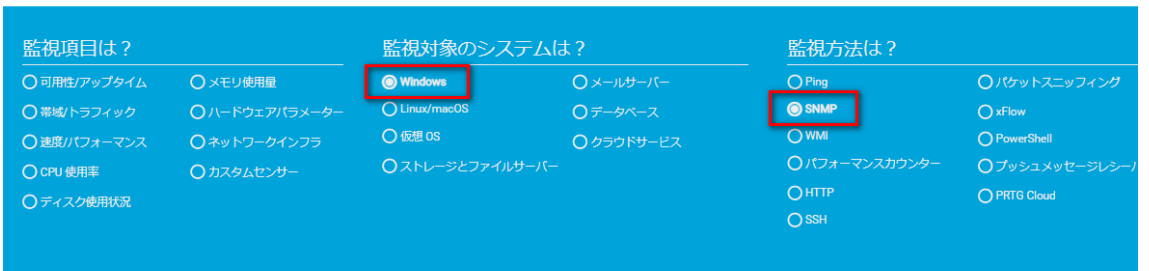 監視項目は？
可用性/アップタイム
メモリ使用量
帯域/トラフィック
ハードウェアパラメーター
速度/パフォーマンス
ネットワークインフラ
CPU 使用率
カスタムセンサー
ディスク使用状況
監視対象のシステムは？
Windows
メールサーバー
Linux/macOS
データベース
仮想 OS
クラウドサービス
ストレージとファイルサーバー
監視方法は？
Ping
パケットスニッフィング
SNMP
xFlow
WMI
PowerShell
パフォーマンスカウンター
プッシュメッセージレシー
HTTP
PRTG Cloud
SSH